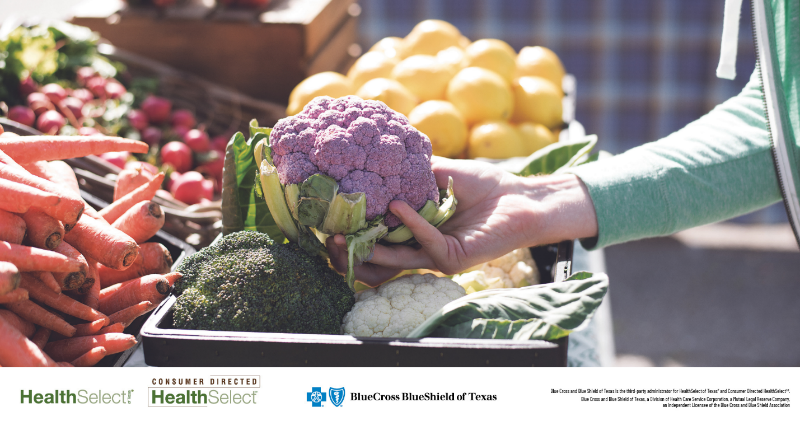 HealthSelect
CONSUMER DIRECTED
HealthSelect
BlueCross BlueShield of Texas
Blue Cross and Blue Shield of Texas is the third-party administrator for HealthSelect of Texas® and Consumer Directed HealthSelect℠.
Blue Cross and Blue Shield of Texas, a Division of Health Care Service Corporation, a Mutual Legal Reserve Company,
an Independent Licensee of the Blue Cross and Blue Shield Association